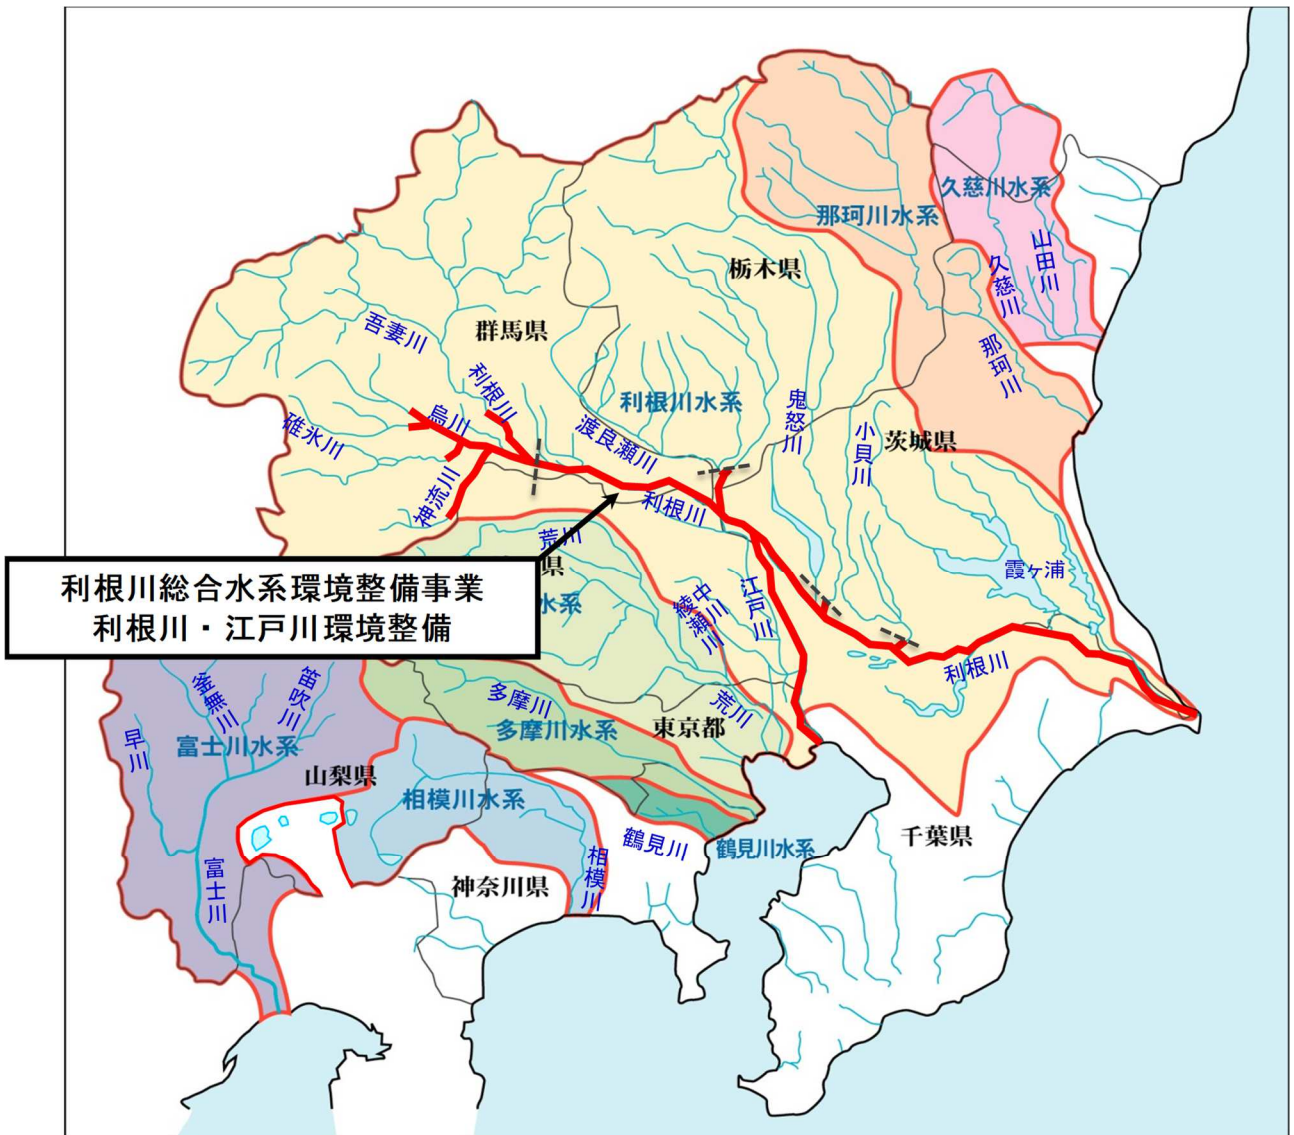 久慈川水系
那珂川水系
山田川
栃木県
久慈川
吾妻川
群馬県
那珂川
利根川
利根川水系
鬼怒川
烏川
碓氷川
渡良瀬川
小貝川
茨城県
神流川
利根川
荒川
県
霞ヶ浦
利根川総合水系環境整備事業
利根川・江戸川環境整備
水系
綾瀬川
中川
江戸川
利根川
釜無川
笛吹川
多摩川
荒川
早川
富士川水系
多摩川水系
東京都
山梨県
相模川水系
鶴見川
鶴見川水系
千葉県
富士川
神奈川県
相模川